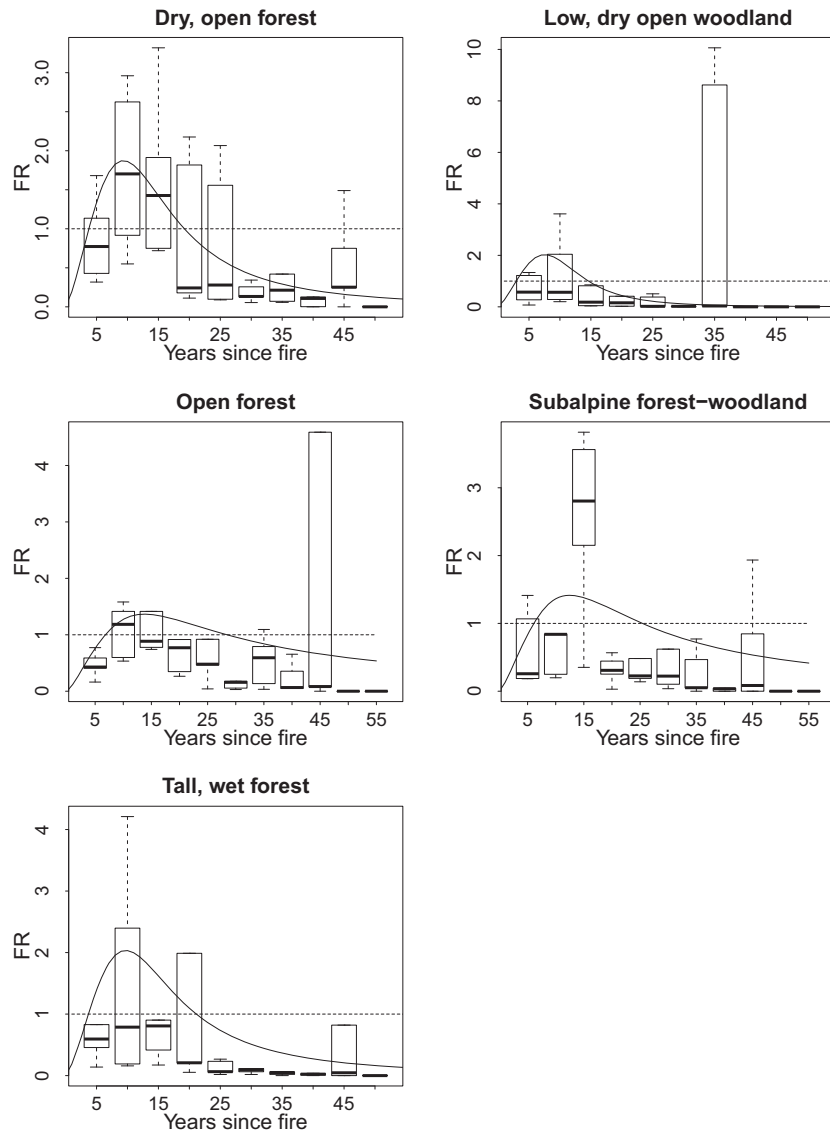 Dry, open forest
FR
0.0 1.0 2.0 3.0
5 15 25 35 45
Years since fire
Low, dry open woodland
FR
0 2 4 6 8 10
5 15 25 35 45
Years since fire
Open forest
FR
0 1 2 3 4
5 15 25 35 45 55
Years since fire
Subalpine forest−woodland
FR
0 1 2 3
5 15 25 35 45 55
Years since fire
Tall, wet forest
FR
0 1 2 3 4
5 15 25 35 45
Years since fire